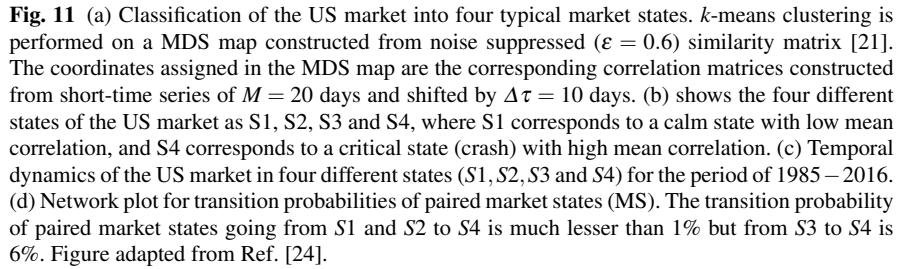 Fig. 11 (a) Classification of the US market into four typical market states. k-means clustering is
performed on a MDS map constructed from noise suppressed (ε = 0.6) similarity matrix [21].
The coordinates assigned in the MDS map are the corresponding correlation matrices constructed
from short-time series of M = 20 days and shifted by Δτ = 10 days. (b) shows the four different
states of the US market as S1, S2, S3 and S4, where S1 corresponds to a calm state with low mean
correlation, and S4 corresponds to a critical state (crash) with high mean correlation. (c) Temporal
dynamics of the US market in four different states (S1, S2, S3 and S4) for the period of 1985 − 2016.
(d) Network plot for transition probabilities of paired market states (MS). The transition probability
of paired market states going from S1 and S2 to S4 is much lesser than 1% but from S3 to S4 is
6%. Figure adapted from Ref. [24].